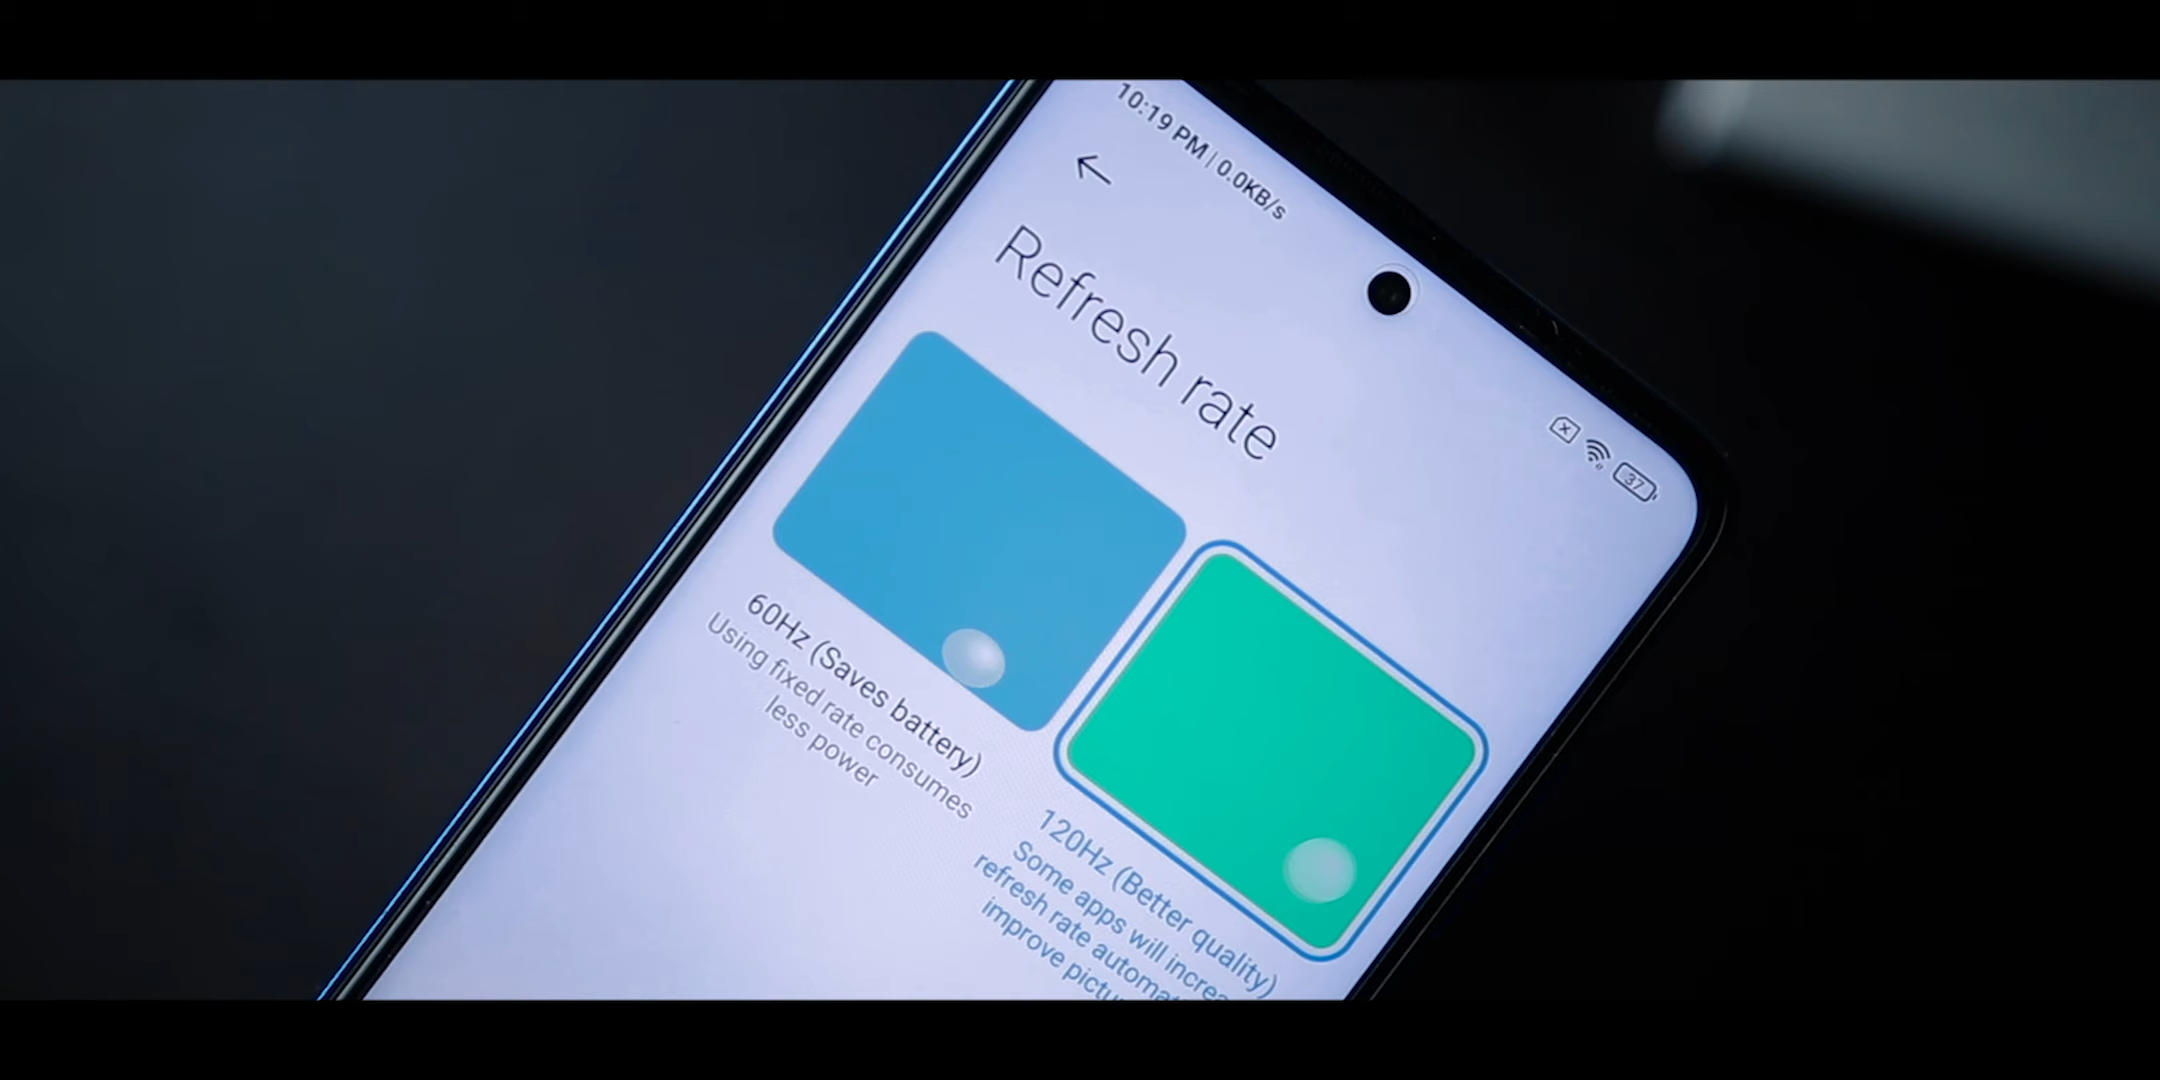 10:19 PM | 0.0KB/s
37
Refresh rate
60Hz (Saves battery)
Using fixed rate consumes
less power
120Hz (Better quality)
Some apps will
refresh rate
improve